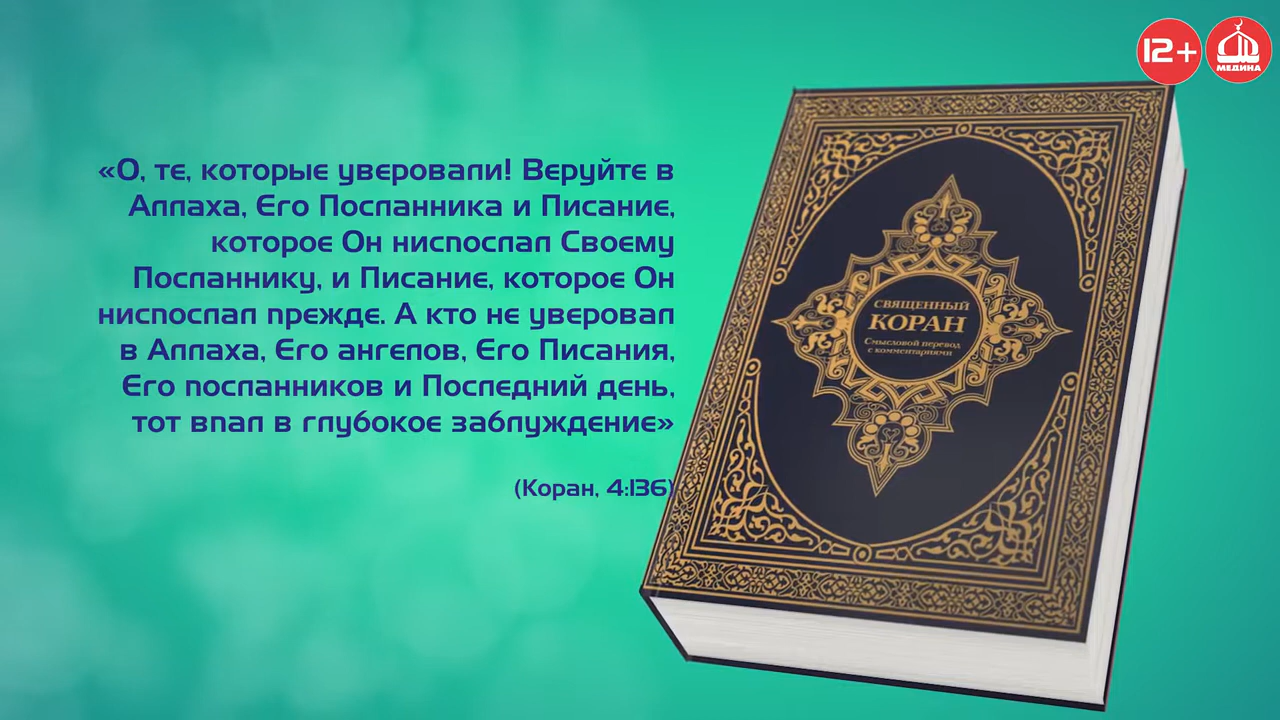 12+
МЕДИНА
«О, те, которые уверовали! Веруйте в
Аллаха, Его Посланника и Писание,
которое Он ниспослал Своему
Посланнику, и Писание, которое Он
ниспослал прежде. А кто не уверовал
в Аллаха, Его ангелов, Его Писания,
Его посланников и Последний день,
тот впал в глубокое заблуждение»
(Коран, 4:136)
СВЯЩЕННЫЙ
КОРАН
Смысловой перевод
с комментариями